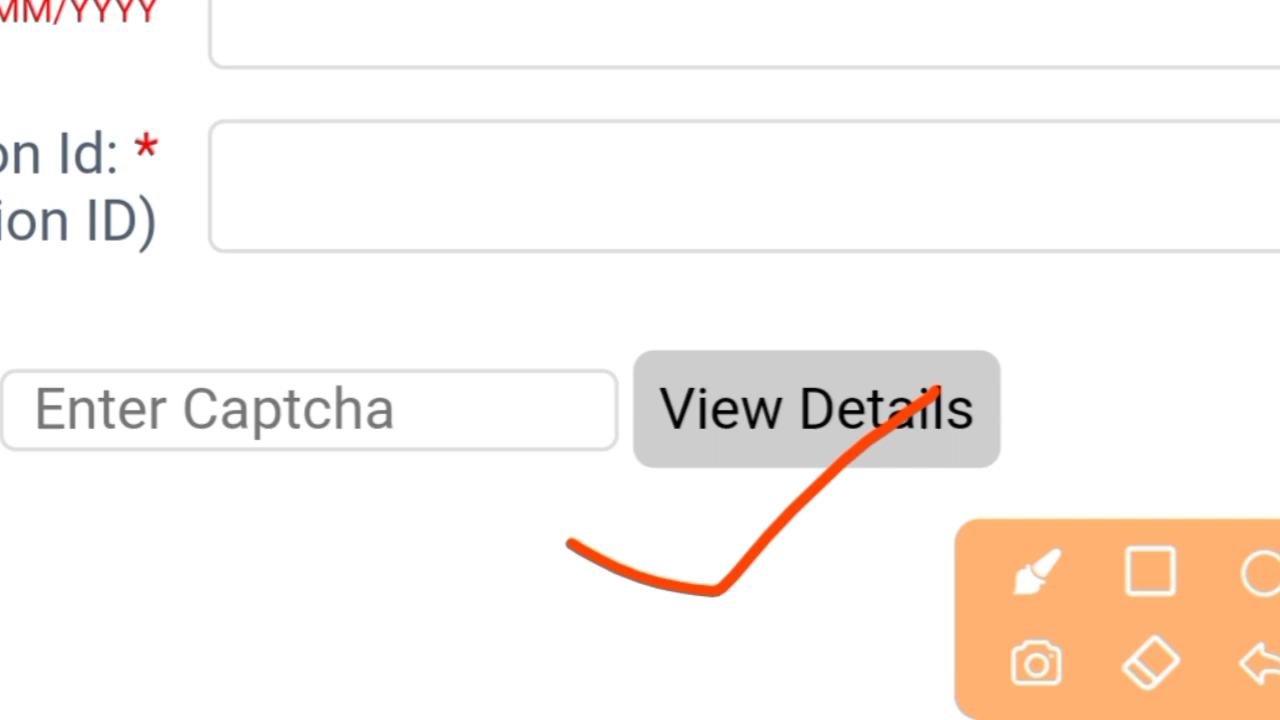 MM/YYYY
on Id: *
ion ID)
Enter Captcha
View Details